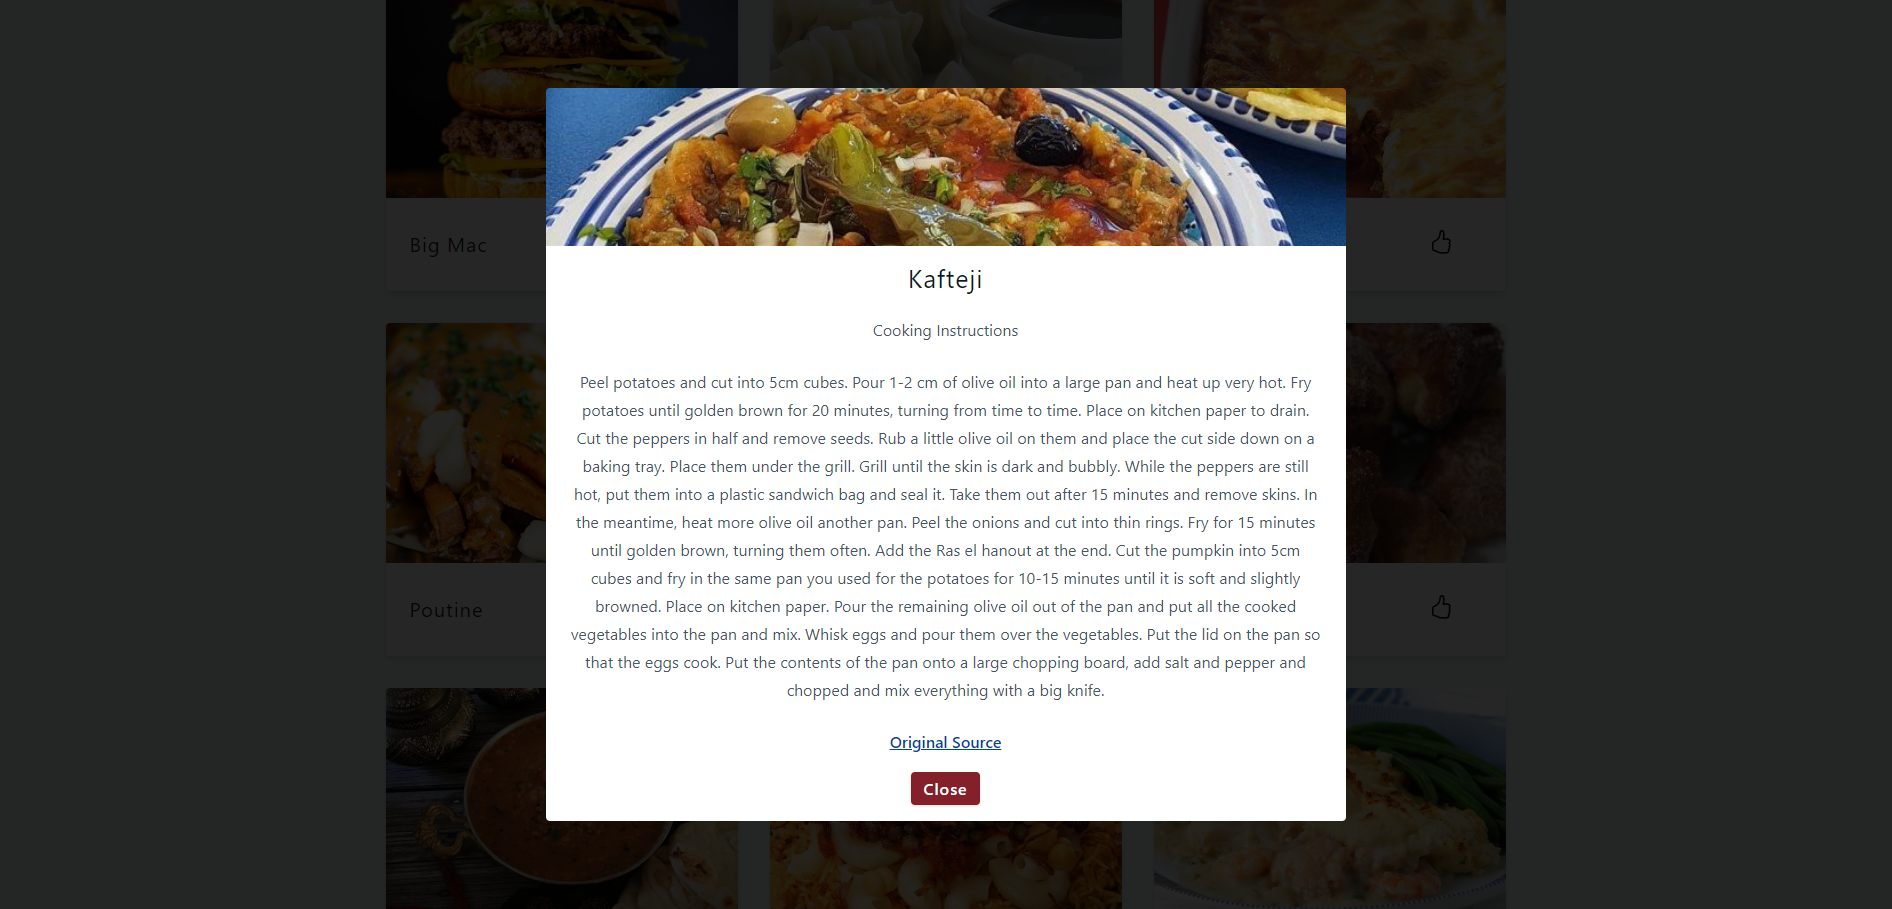 Kafteji
Cooking Instructions
Peel potatoes and cut into 5cm cubes. Pour 1-2 cm of olive oil into a large pan and heat up very hot. Fry
potatoes until golden brown for 20 minutes, turning from time to time. Place on kitchen paper to drain.
Cut the peppers in half and remove seeds. Rub a little olive oil on them and place the cut side down on a
baking tray. Place them under the grill. Grill until the skin is dark and bubbly. While the peppers are still
hot, put them into a plastic sandwich bag and seal it. Take them out after 15 minutes and remove skins. In
the meantime, heat more olive oil another pan. Peel the onions and cut into thin rings. Fry for 15 minutes
until golden brown, turning them often. Add the Ras el hanout at the end. Cut the pumpkin into 5cm
cubes and fry in the same pan you used for the potatoes for 10-15 minutes until it is soft and slightly
browned. Place on kitchen paper. Pour the remaining olive oil out of the pan and put all the cooked
vegetables into the pan and mix. Whisk eggs and pour them over the vegetables. Put the lid on the pan so
that the eggs cook. Put the contents of the pan onto a large chopping board, add salt and pepper and
chopped and mix everything with a big knife.
Original Source
Close
Big Mac
Poutine